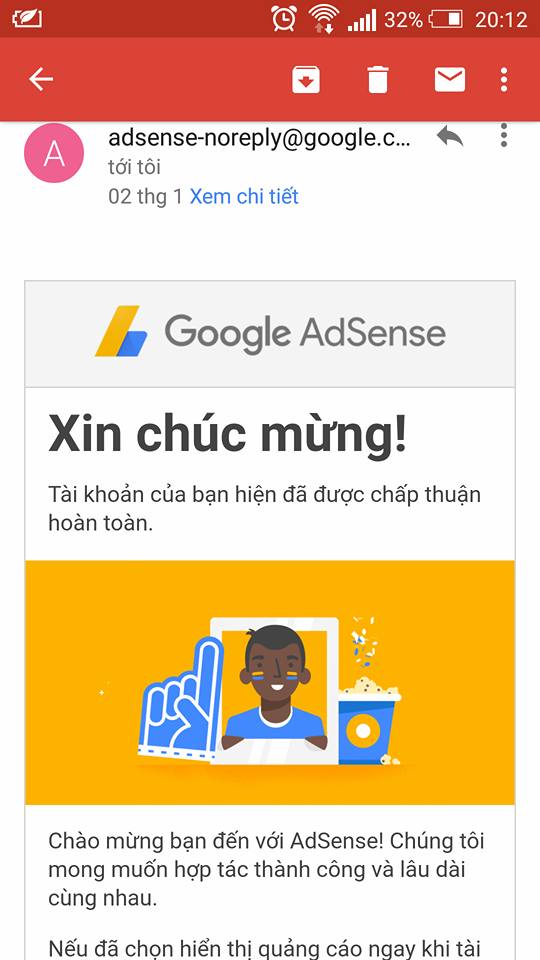 32% 20:12
A
adsense-noreply@google.c...
tới tôi
02 thg 1 Xem chi tiết
Google AdSense
Xin chúc mừng!
Tài khoản của bạn hiện đã được chấp thuận
hoàn toàn.
Chào mừng bạn đến với AdSense! Chúng tôi
mong muốn hợp tác thành công và lâu dài
cùng nhau.
Nếu đã chọn hiển thị quảng cáo ngay khi tài